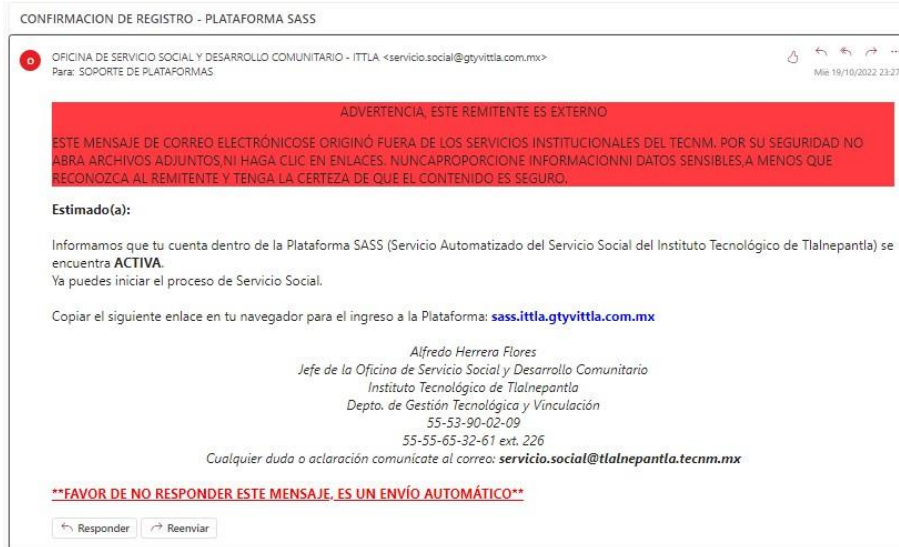 CONFIRMACION DE REGISTRO - PLATAFORMA SASS
O
OFICINA DE SERVICIO SOCIAL Y DESARROLLO COMUNITARIO - ITTLA <servicio.social@gtyvittla.com.mx>
Para: SOPORTE DE PLATAFORMAS
Mié 19/10/2022 23:27
ADVERTENCIA, ESTE REMITENTE ES EXTERNO
ESTE MENSAJE DE CORREO ELECTRÓNICOSE ORIGINÓ FUERA DE LOS SERVICIOS INSTITUCIONALES DEL TECNM. POR SU SEGURIDAD NO
ABRA ARCHIVOS ADJUNTOS,NI HAGA CLIC EN ENLACES. NUNCAPROPORCIONE INFORMACIONNI DATOS SENSIBLES,A MENOS QUE
RECONOZCA AL REMITENTE Y TENGA LA CERTEZA DE QUE EL CONTENIDO ES SEGURO.
Estimado(a):
Informamos que tu cuenta dentro de la Plataforma SASS (Servicio Automatizado del Servicio Social del Instituto Tecnológico de Tlalnepantla) se
encuentra ACTIVA.
Ya puedes iniciar el proceso de Servicio Social.
Copiar el siguiente enlace en tu navegador para el ingreso a la Plataforma: sass.ittla.gtyvittla.com.mx
Alfredo Herrera Flores
Jefe de la Oficina de Servicio Social y Desarrollo Comunitario
Instituto Tecnológico de Tlalnepantla
Depto. de Gestión Tecnológica y Vinculación
55-53-90-02-09
55-55-65-32-61 ext. 226
Cualquier duda o aclaración comunícate al correo: servicio.social@tlalnepantla.tecnm.mx
**FAVOR DE NO RESPONDER ESTE MENSAJE, ES UN ENVÍO AUTOMÁTICO**
Responder Reenviar